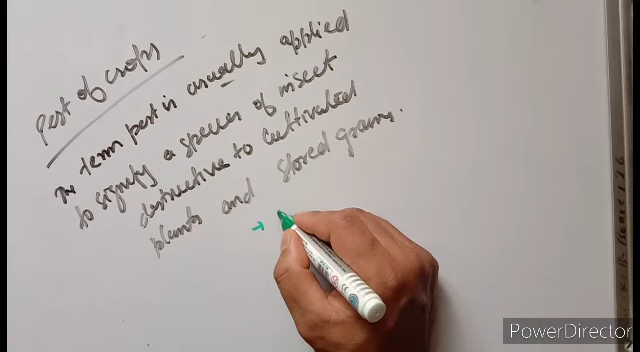 Pest of crops
The term pest is usually applied
to signify a species of insect
destructive to cultivated
plants and stored grains.
PowerDirector